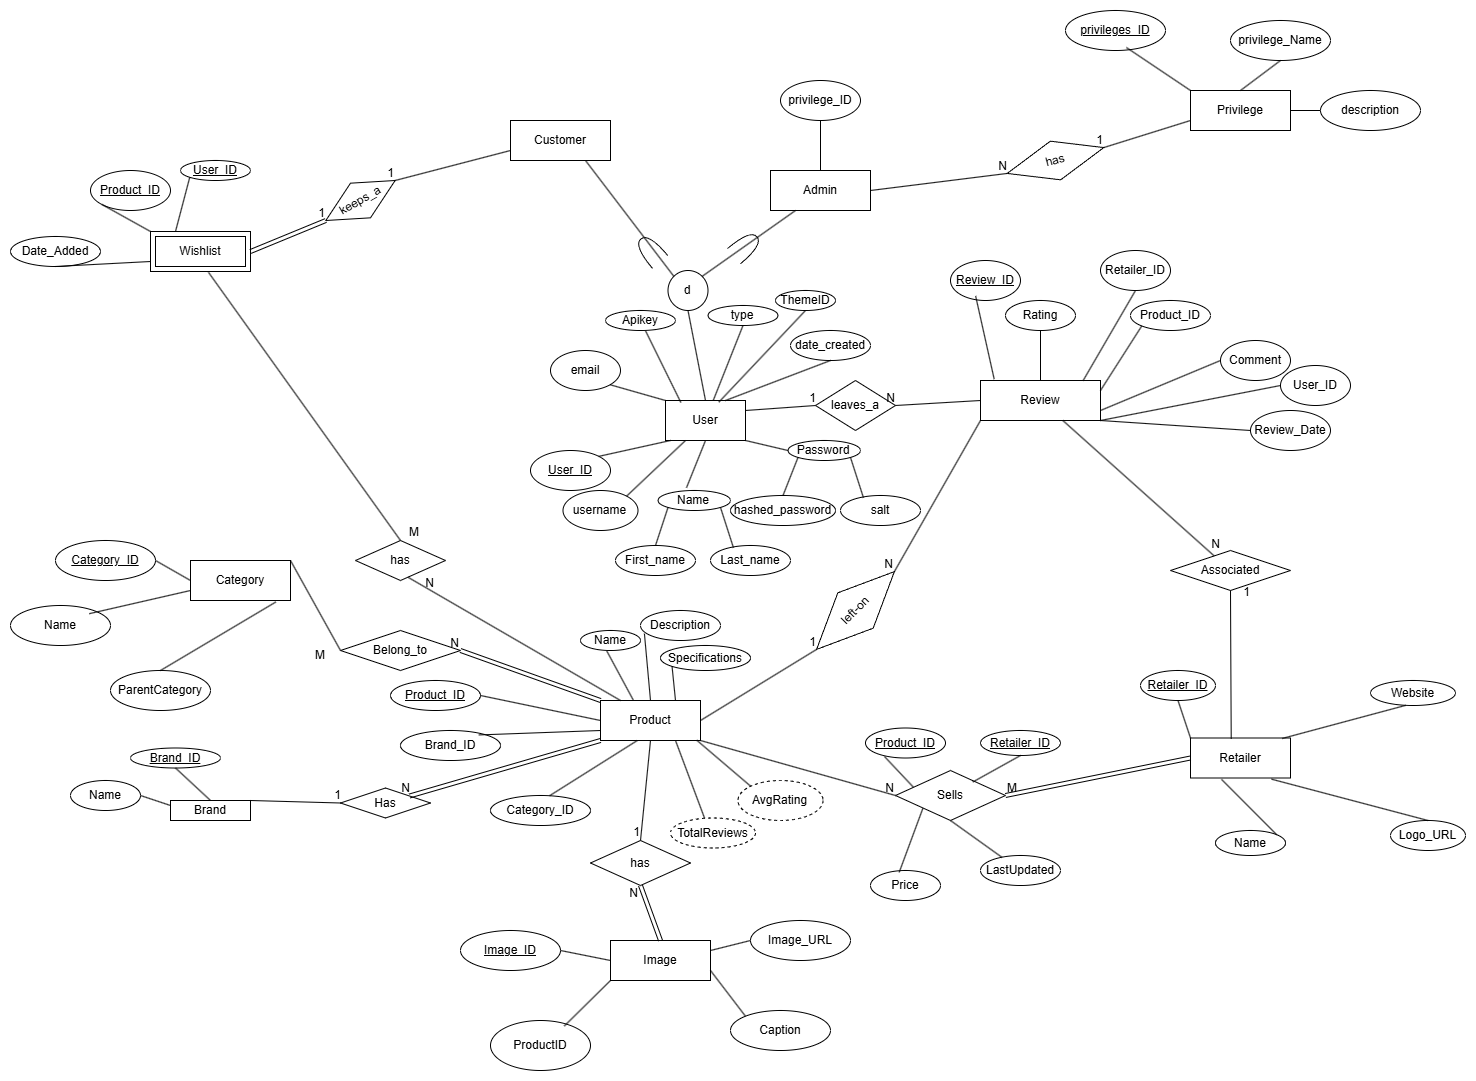 privileges_ID
privilege_Name
privilege_ID
Privilege
description
Customer
1
has
N
User_ID
1
Product_ID
Admin
keeps_a
1
Date_Added
Wishlist
Review_ID
Retailer_ID
d
ThemeID
Apikey
type
Rating
Product_ID
date_created
Comment
email
User_ID
1
leaves_a
N
Review
User
Review_Date
Password
User_ID
username
Name
hashed_password
salt
M
N
First_name
Last_name
Category_ID
has
N
Associated
Category
N
1
left-on
Name
Description
Name
1
M
Belong_to
N
Specifications
ParentCategory
Product_ID
Retailer_ID
Website
Product
Brand_ID
Product_ID
Retailer_ID
Brand_ID
Retailer
Name
1
Has
N
N
Sells
M
AvgRating
Brand
Category_ID
1
TotalReviews
Name
Logo_URL
has
N
Price
LastUpdated
Image_ID
Image_URL
Image
ProductID
Caption